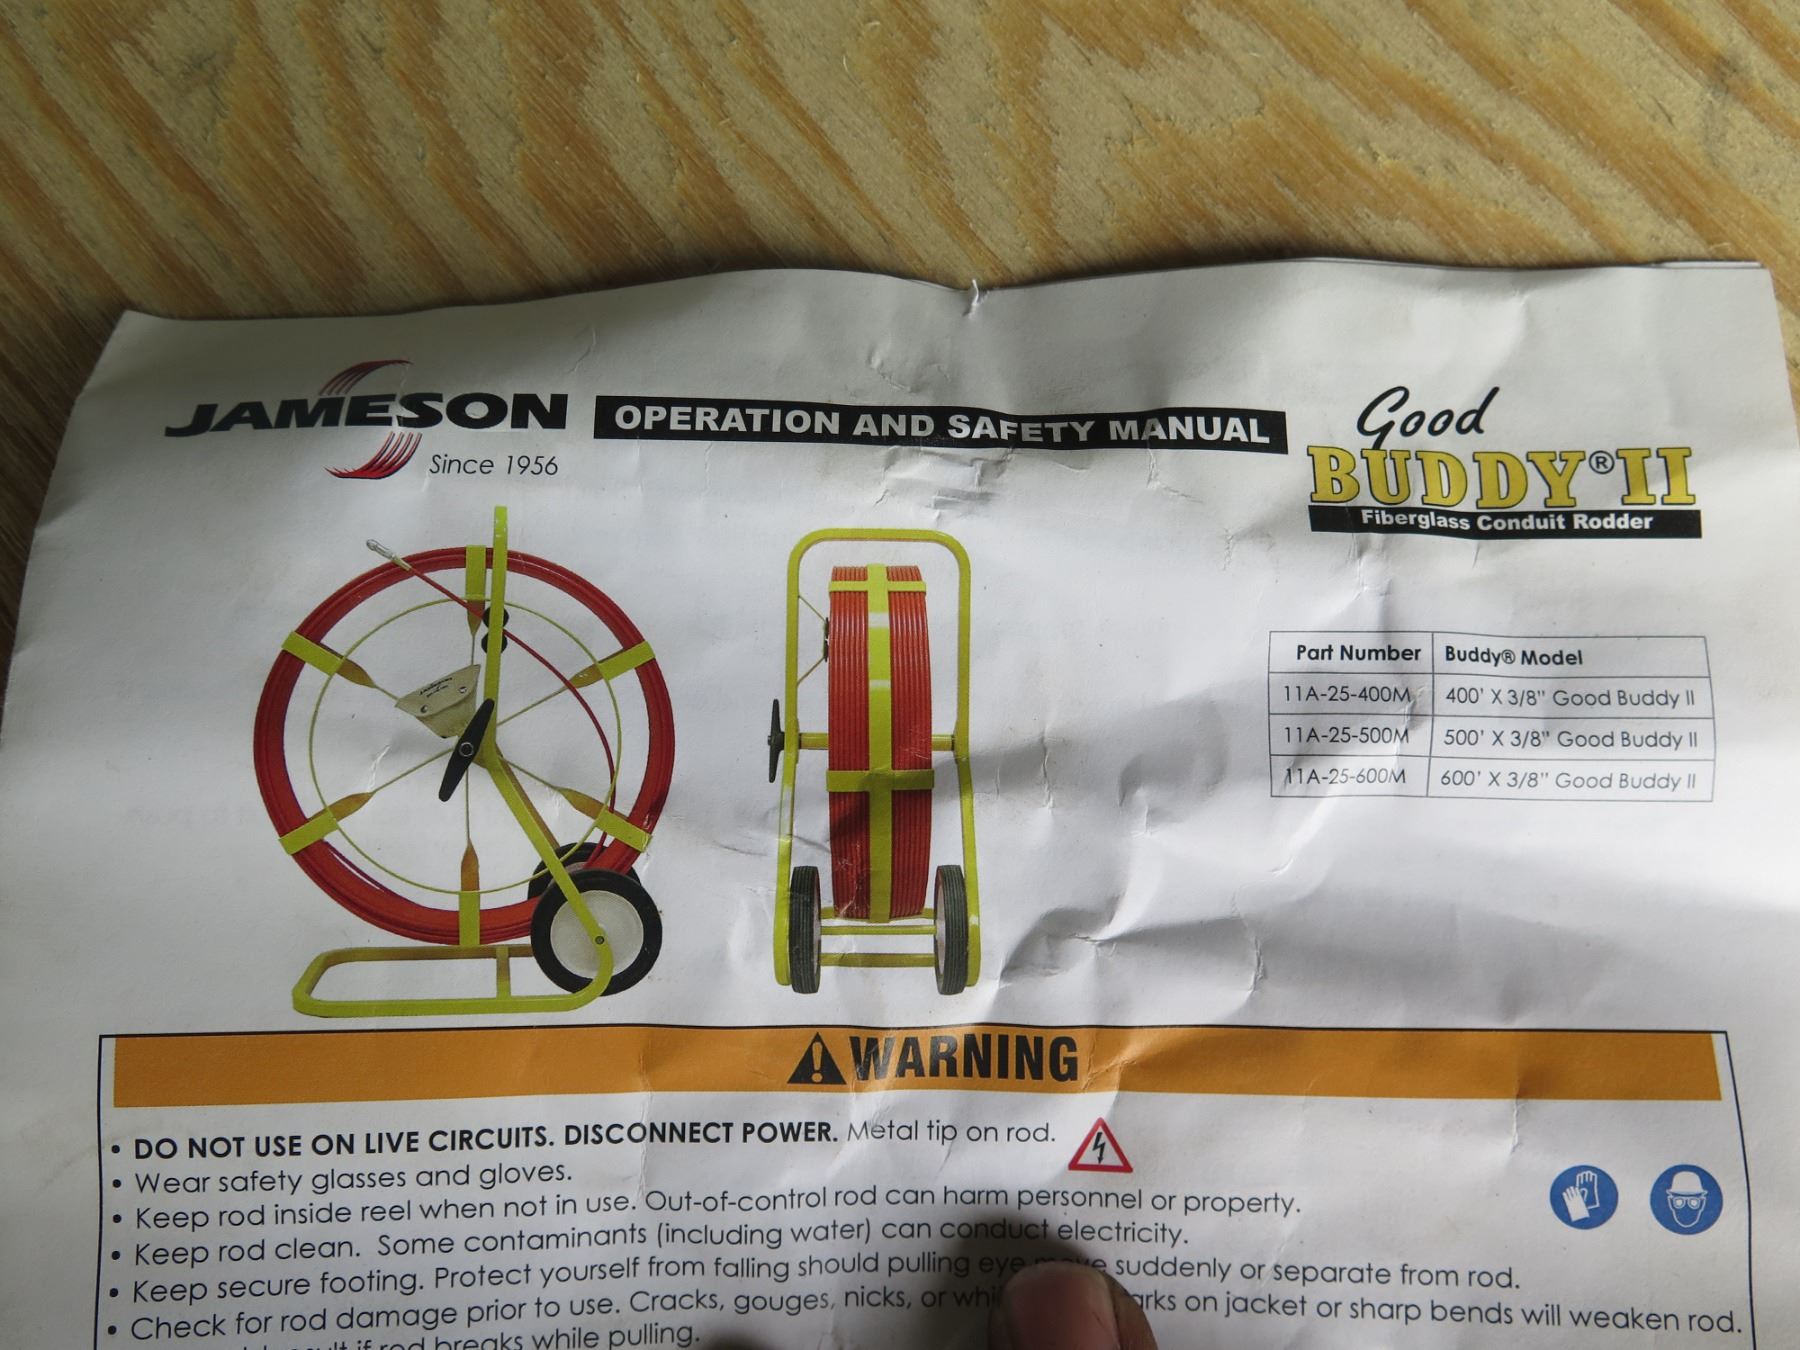 JAMESON
Since 1956
OPERATION AND SAFETY MANUAL
Good
BUDDY®II
Fiberglass Conduit Rodder
Part Number Buddy® Model
11A-25-400M 400' X 3/8" Good Buddy II
11A-25-500M 500' X 3/8" Good Buddy II
11A-25-600M 600' X 3/8" Good Buddy II
WARNING
• DO NOT USE ON LIVE CIRCUITS. DISCONNECT POWER. Metal tip on rod.
• Wear safety glasses and gloves.
• Keep rod inside reel when not in use. Out-of-control rod can harm personnel or property.
• Keep rod clean. Some contaminants (including water) can conduct electricity.
• Keep secure footing. Protect yourself from falling should pulling eye suddenly or separate from rod.
• Check for rod damage prior to use. Cracks, gouges, nicks, or on jacket or sharp bends will weaken rod.
if rod breaks while pulling.